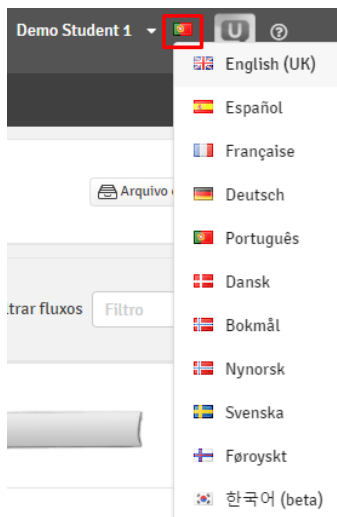 Demo Student 1
U ?
English (UK)
Español
Française
Arquivo
Deutsch
Português
trar fluxos Filtro
Dansk
Bokmål
Nynorsk
Svenska
Føroyskt
한국어 (beta)